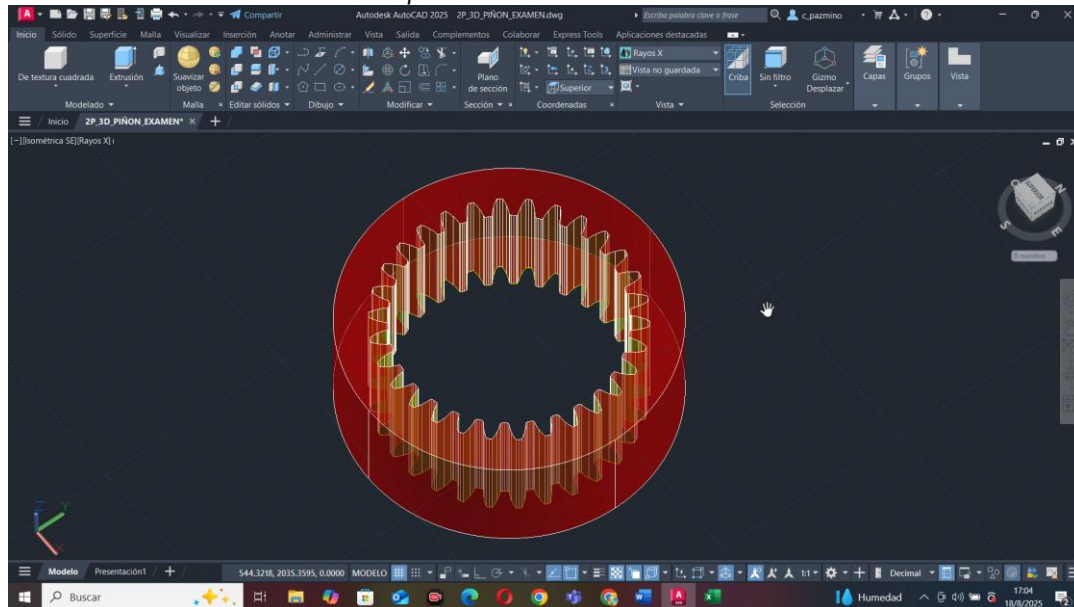 Compartir Autodesk AutoCAD 2025 2P_3D_PIÑON_EXAMEN.dwg Escriba palabra clave o frase c_pazmino
Inicio Sólido Superficie Malla Visualizar Inserción Anotar Administrar Vista Salida Complementos Colaborar Express Tools Aplicaciones destacadas
De textura cuadrada Extrusión Suavizar objeto Plano de sección Rayos X Vista no guardada Superior Criba Sin filtro Gizmo Desplazar Capas Grupos Vista
Modelado Malla Editar sólidos Dibujo Modificar Sección Coordenadas Vista Selección
Inicio 2P_3D_PIÑON_EXAMEN* × +
[−][Isométrica SE][Rayos X]
SUPERIOR
N
S
E
Z Y
X
Modelo Presentación1 + 544.3218, 2035.3595, 0.0000 MODELO 1:1 Decimal
Buscar Humedad 17:04
18/8/2025